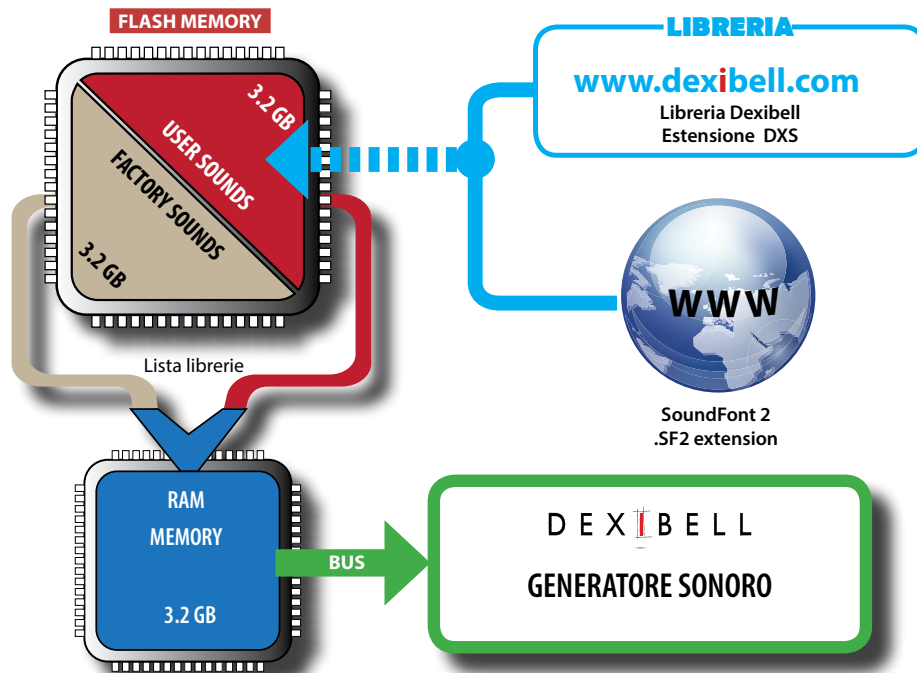 FLASH MEMORY
3.2 GB
USER SOUNDS
FACTORY SOUNDS
3.2 GB
LIBRERIA
www.dexibell.com
Libreria Dexibell
Estensione DXS
WWW
SoundFont 2
.SF2 extension
Lista librerie
RAM
MEMORY
3.2 GB
BUS
DEXIBELL
GENERATORE SONORO